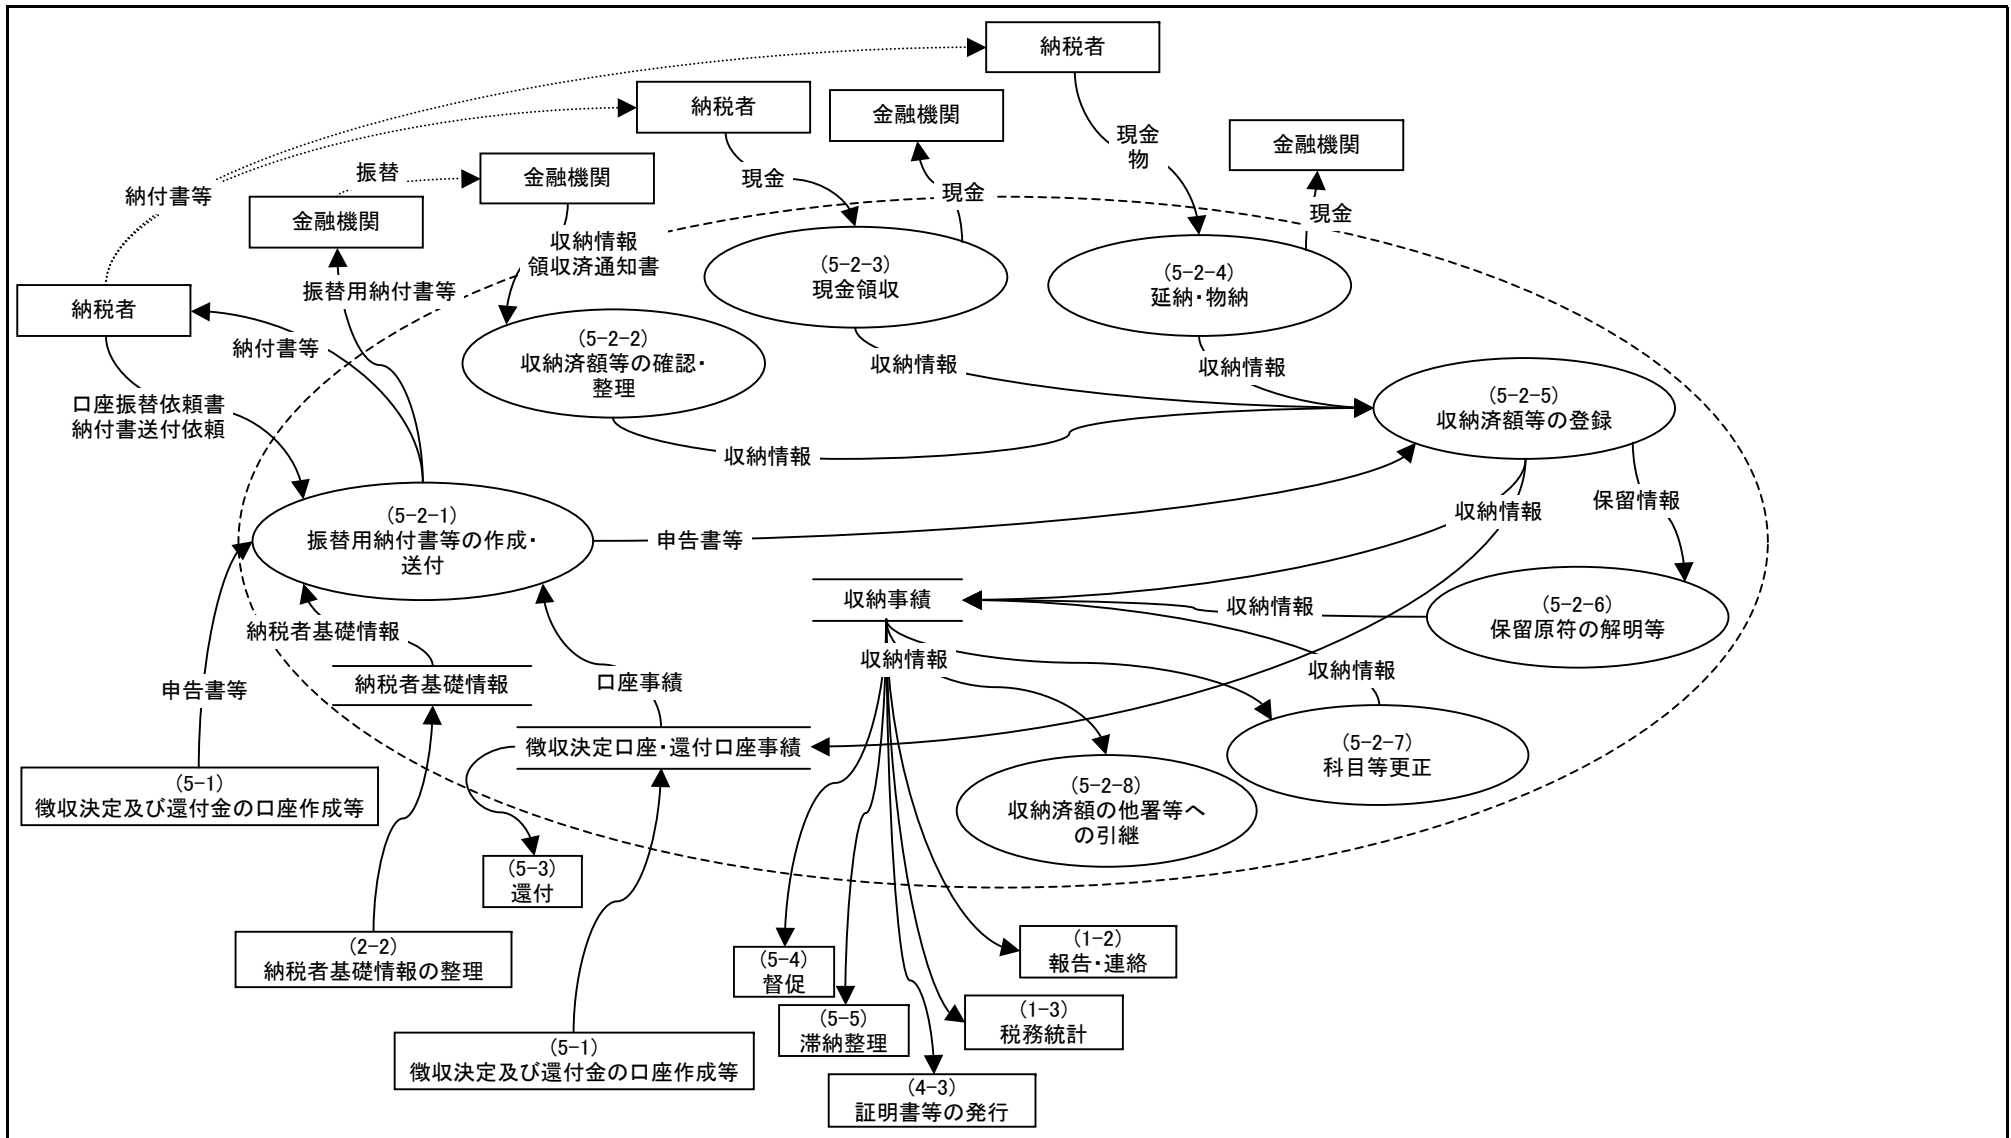 納税者
納税者
金融機関
金融機関
現金
物
振替
金融機関
現金
納付書等
現金
金融機関
現金
収納情報
領収済通知書
(5-2-3)
現金領収
(5-2-4)
延納・物納
振替用納付書等
納税者
納付書等
(5-2-2)
収納済額等の確認・
整理
収納情報
収納情報
口座振替依頼書
納付書送付依頼
(5-2-5)
収納済額等の登録
収納情報
保留情報
収納情報
(5-2-1)
振替用納付書等の作成・
送付
申告書等
収納事績
収納情報
(5-2-6)
保留原符の解明等
納税者基礎情報
収納情報
収納情報
申告書等
納税者基礎情報
口座事績
徴収決定口座・還付口座事績
(5-2-7)
科目等更正
(5-1)
徴収決定及び還付金の口座作成等
(5-2-8)
収納済額の他署等へ
の引継
(5-3)
還付
(2-2)
納税者基礎情報の整理
(5-4)
督促
(1-2)
報告・連絡
(5-5)
滞納整理
(1-3)
税務統計
(5-1)
徴収決定及び還付金の口座作成等
(4-3)
証明書等の発行